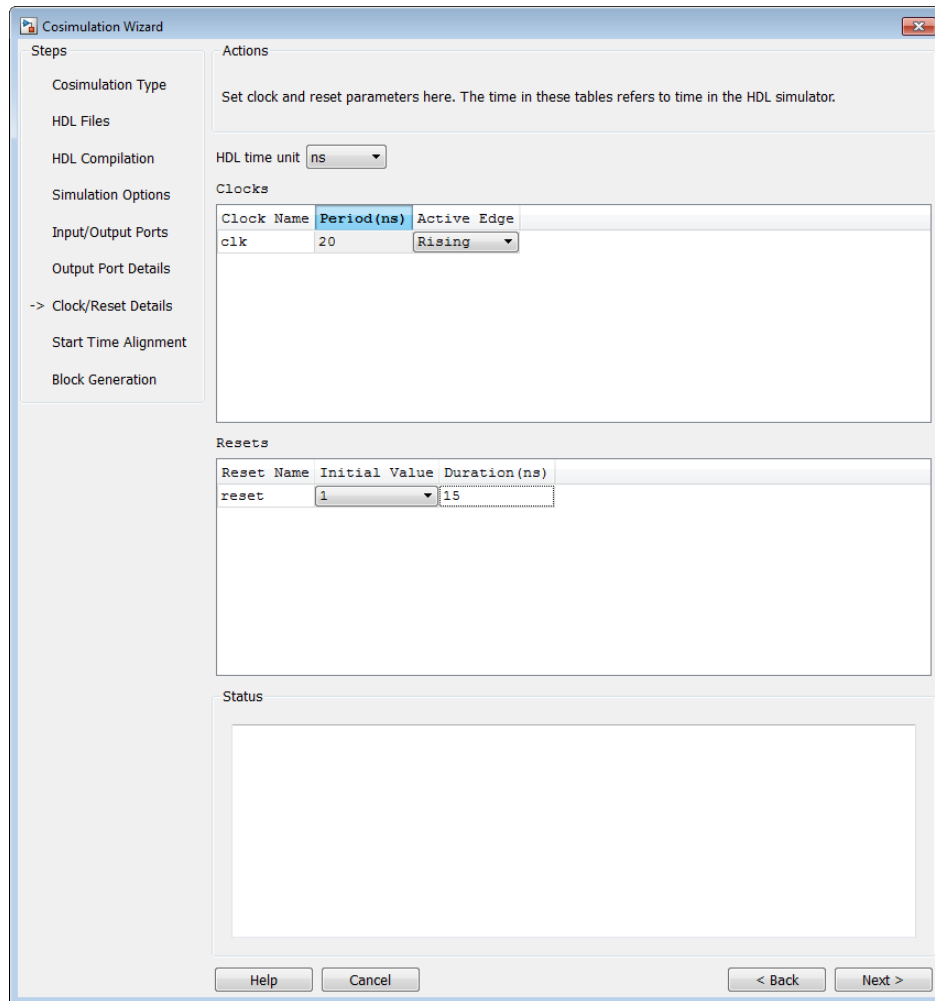 Cosimulation Wizard
Steps
Cosimulation Type
HDL Files
HDL Compilation
Simulation Options
Input/Output Ports
Output Port Details
-> Clock/Reset Details
Start Time Alignment
Block Generation
Actions
Set clock and reset parameters here. The time in these tables refers to time in the HDL simulator.
HDL time unit ns
Clocks
Clock Name Period(ns) Active Edge
clk 20 Rising
Resets
Reset Name Initial Value Duration(ns)
reset 1 15
Status
Help Cancel < Back Next >